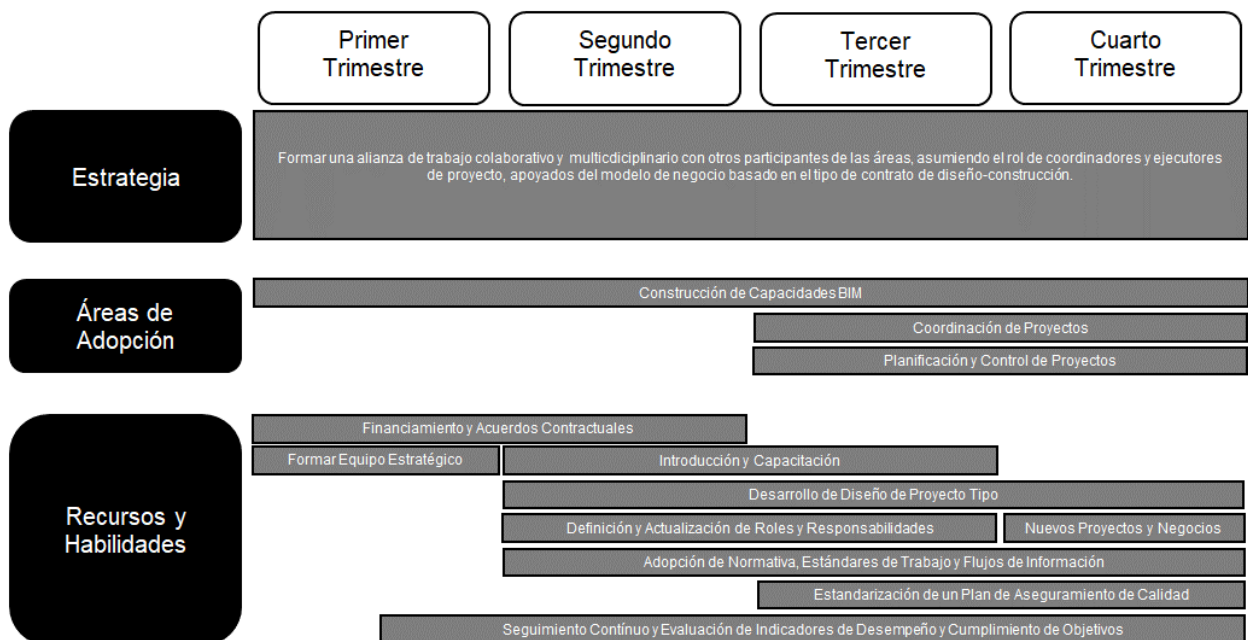 Primer
Trimestre
Segundo
Trimestre
Tercer
Trimestre
Cuarto
Trimestre
Estrategia
Formar una alianza de trabajo colaborativo y multicdiciplinario con otros participantes de las áreas, asumiendo el rol de coordinadores y ejecutores
de proyecto, apoyados del modelo de negocio basado en el tipo de contrato de diseño-construcción.
Áreas de
Adopción
Construcción de Capacidades BIM
Coordinación de Proyectos
Planificación y Control de Proyectos
Recursos y
Habilidades
Financiamiento y Acuerdos Contractuales
Formar Equipo Estratégico
Introducción y Capacitación
Desarrollo de Diseño de Proyecto Tipo
Definición y Actualización de Roles y Responsabilidades
Nuevos Proyectos y Negocios
Adopción de Normativa, Estándares de Trabajo y Flujos de Información
Estandarización de un Plan de Aseguramiento de Calidad
Seguimiento Contínuo y Evaluación de Indicadores de Desempeño y Cumplimiento de Objetivos